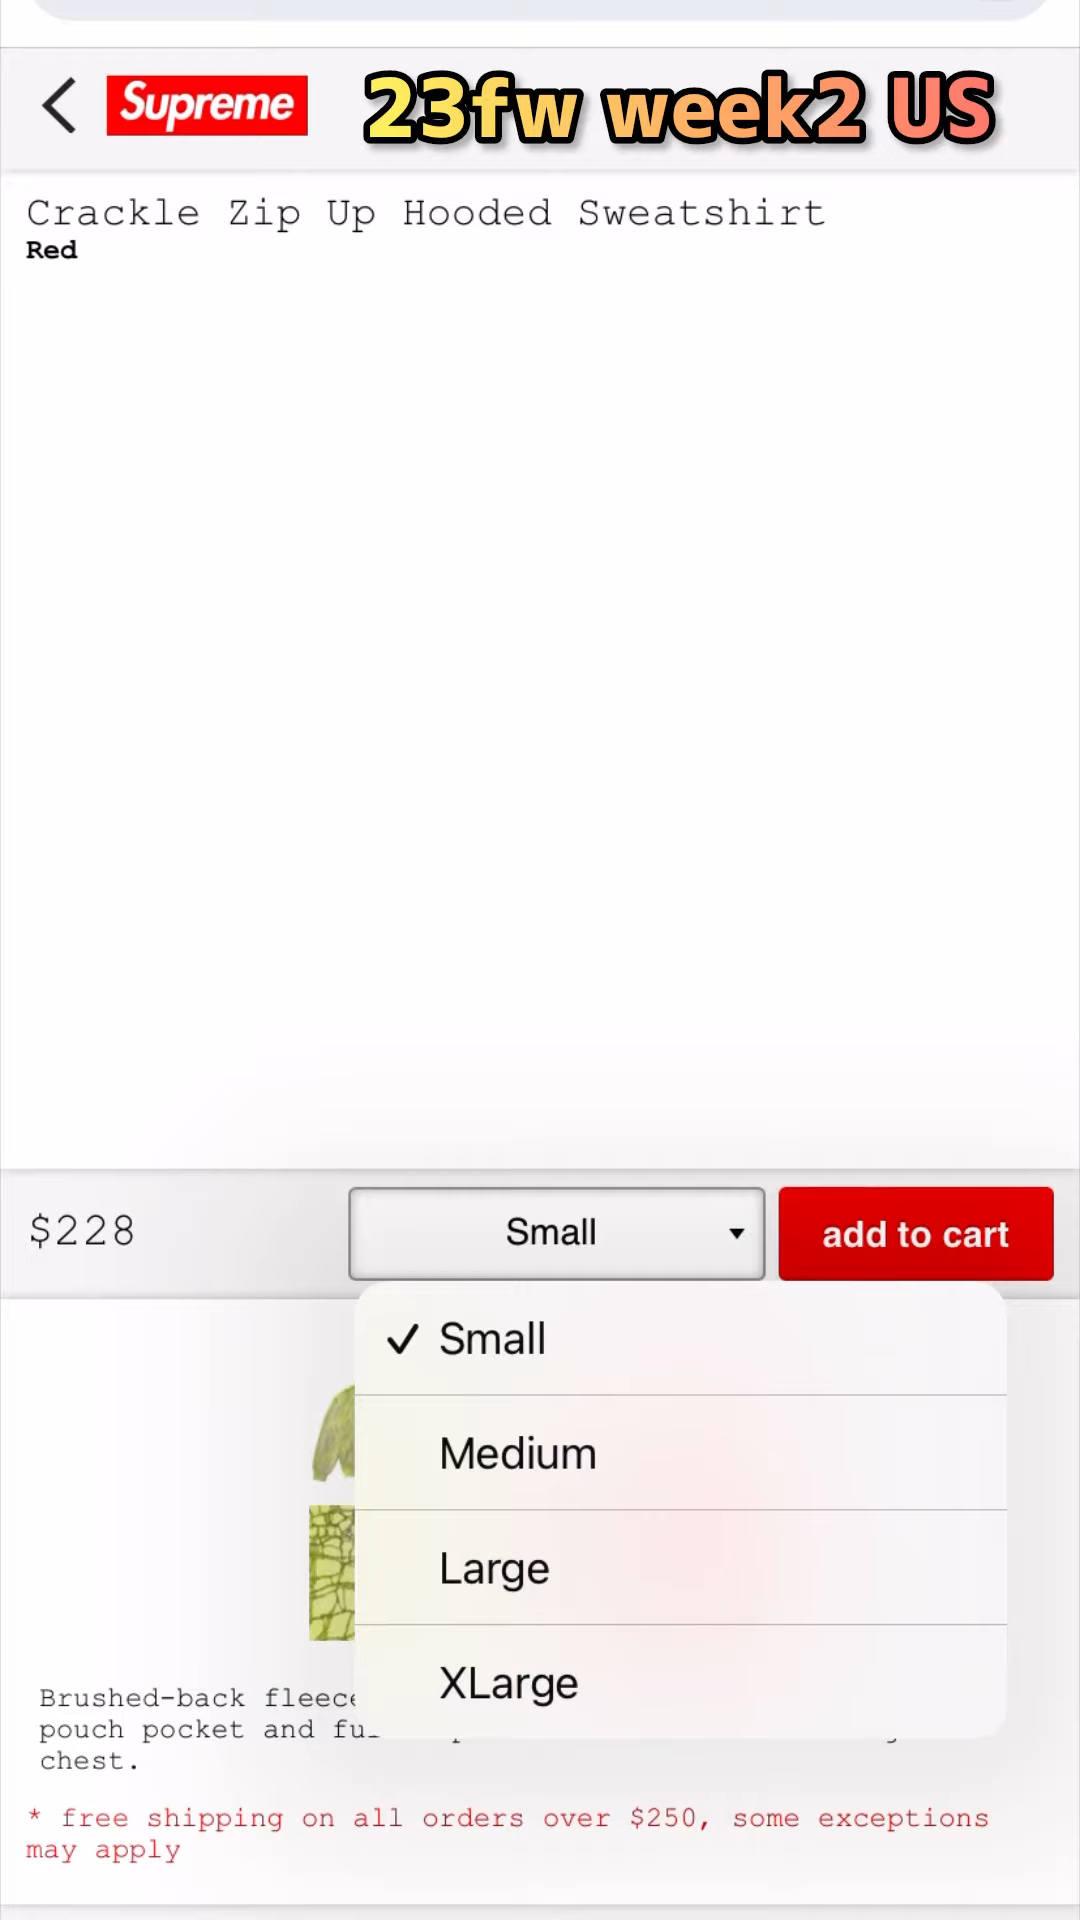 Supreme
23fw week2 US
Crackle Zip Up Hooded Sweatshirt
Red
$228
Small
add to cart
Small
Medium
Large
XLarge
Brushed-back fleece
pouch pocket and
chest.
* free shipping on all orders over $250, some exceptions
may apply